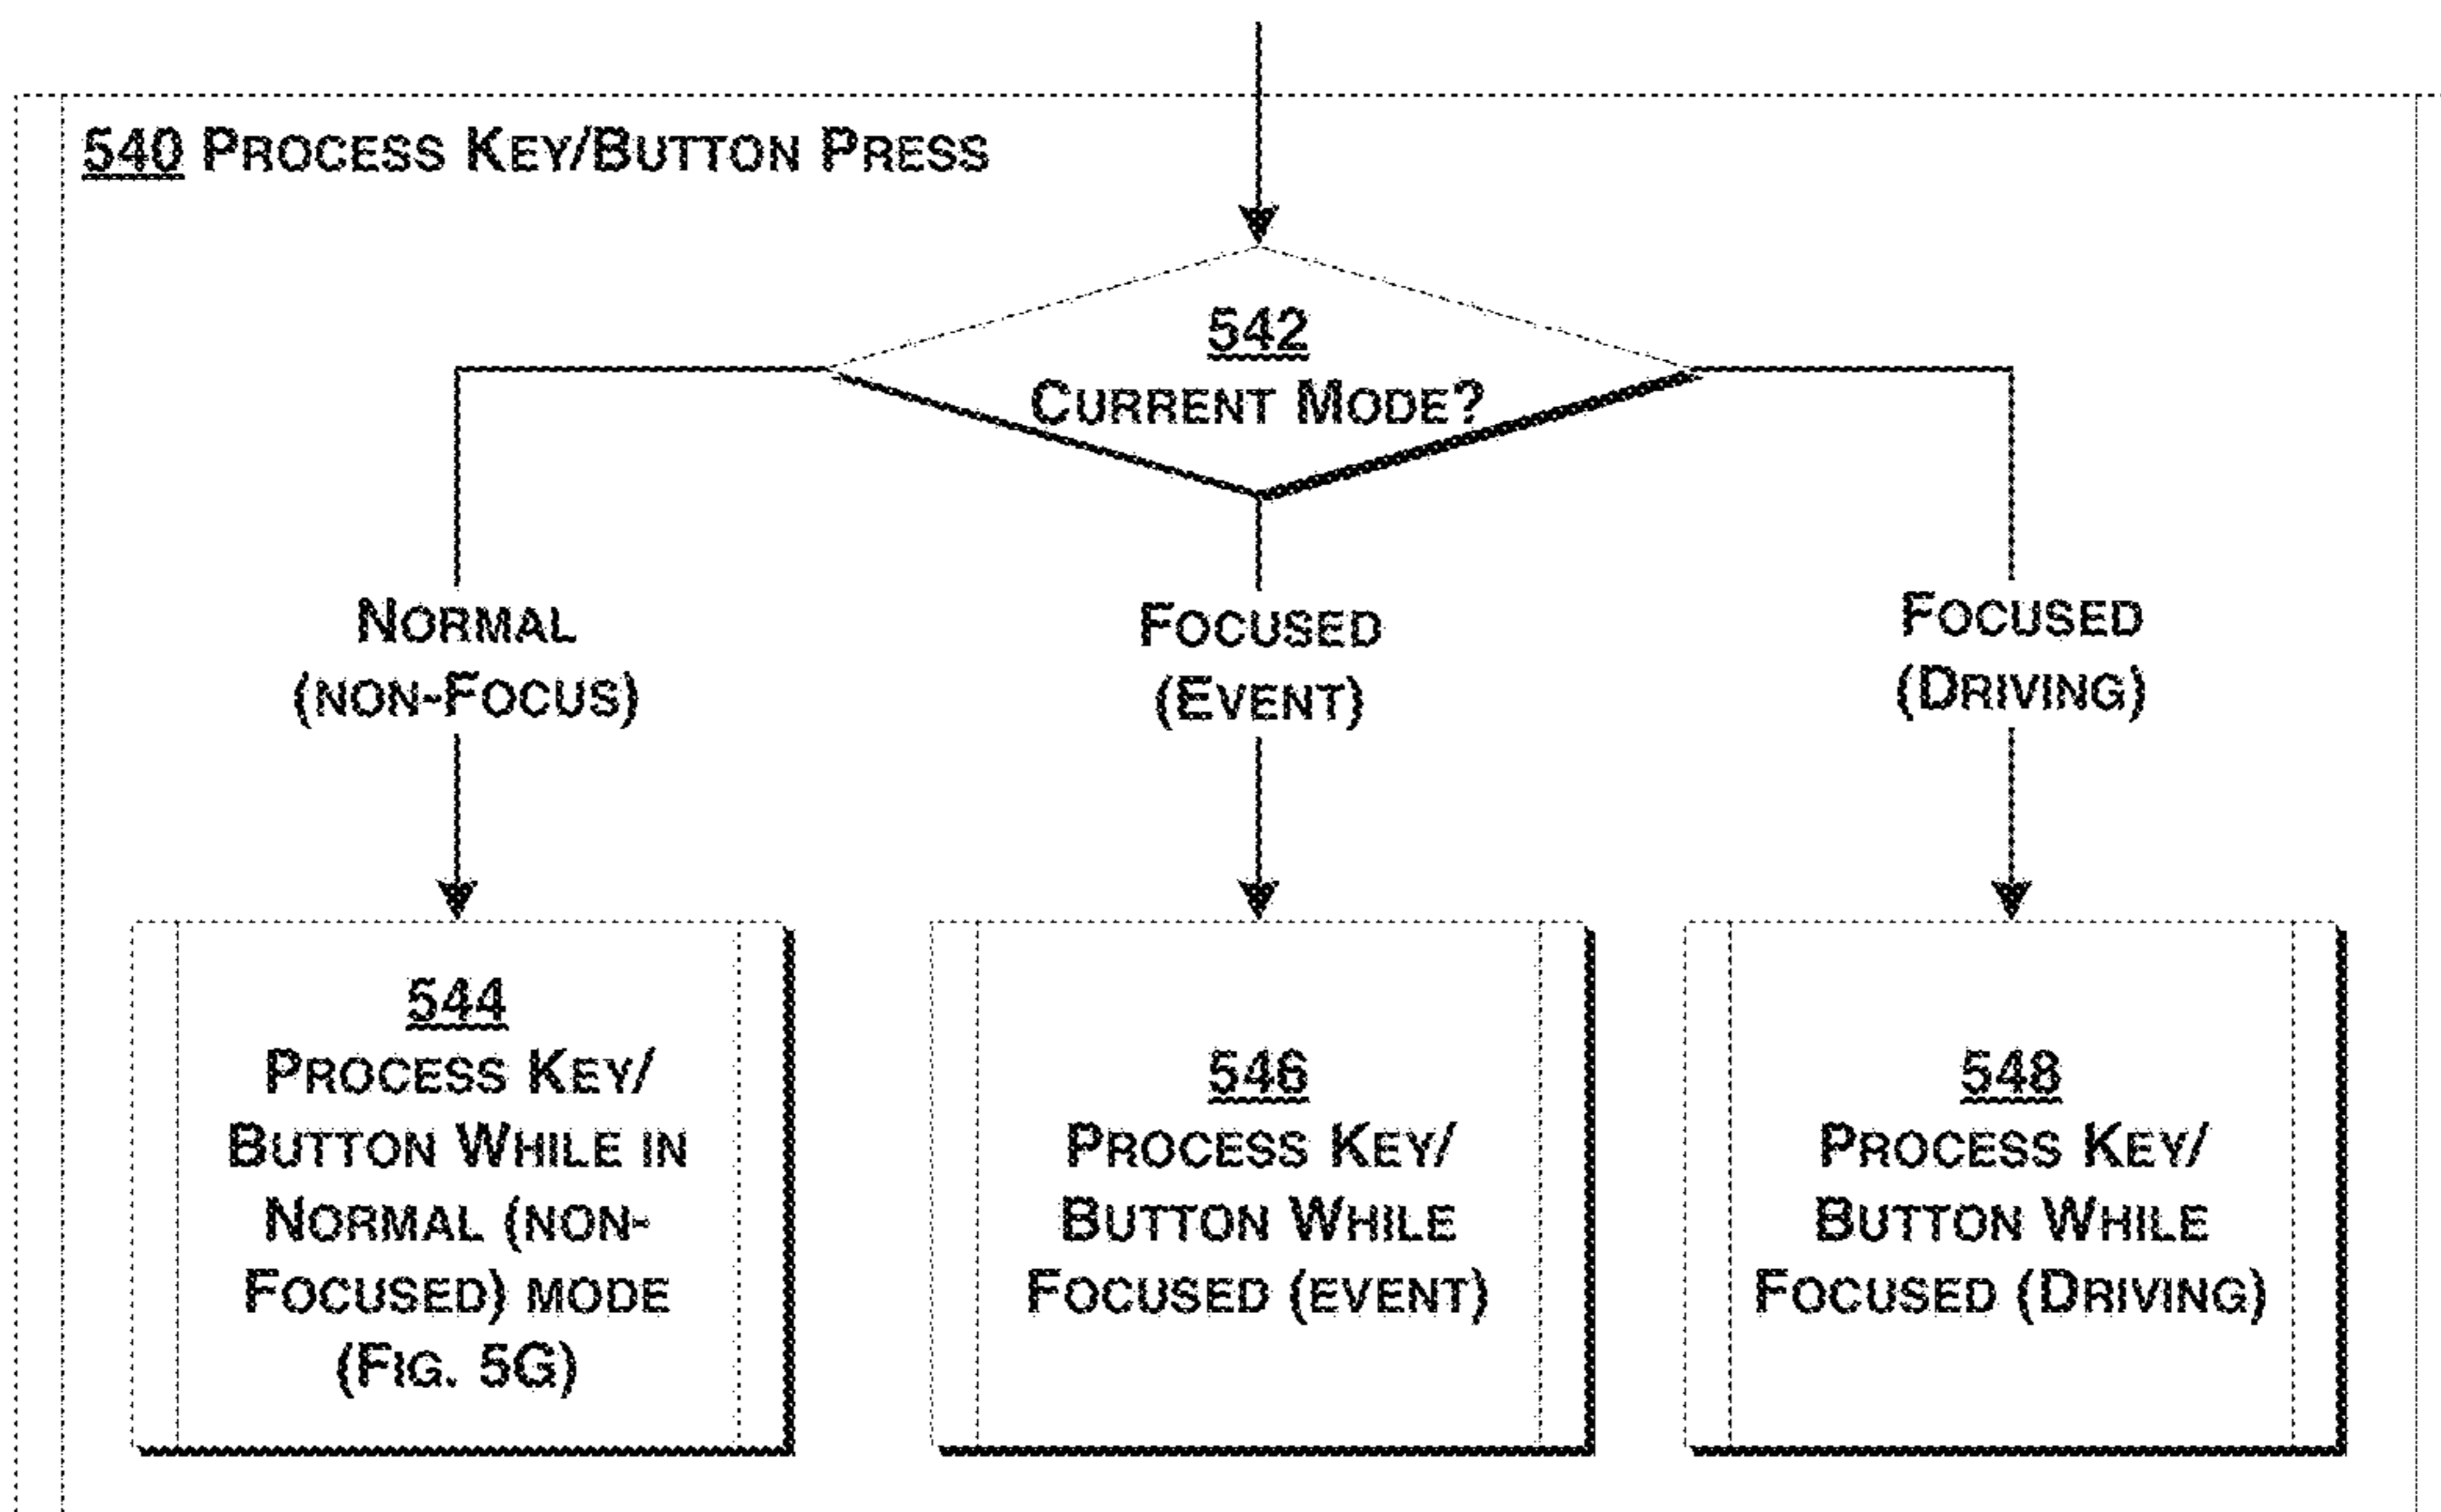 540 PROCESS KEY/BUTTON PRESS
542
CURRENT MODE?
NORMAL
(NON-FOCUS)
FOCUSED
(EVENT)
FOCUSED
(DRIVING)
544
PROCESS KEY/
BUTTON WHILE IN
NORMAL (NON-
FOCUSED) MODE
(FIG. 5G)
546
PROCESS KEY/
BUTTON WHILE
FOCUSED (EVENT)
548
PROCESS KEY/
BUTTON WHILE
FOCUSED (DRIVING)